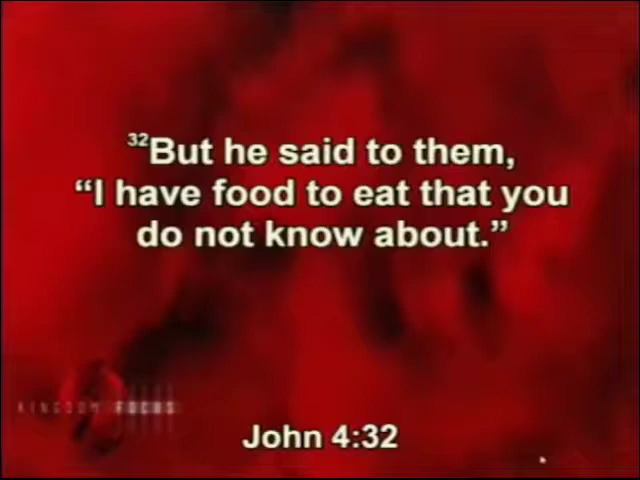 ³²But he said to them,
“I have food to eat that you
do not know about.”
KINGDOM FOCUS
John 4:32